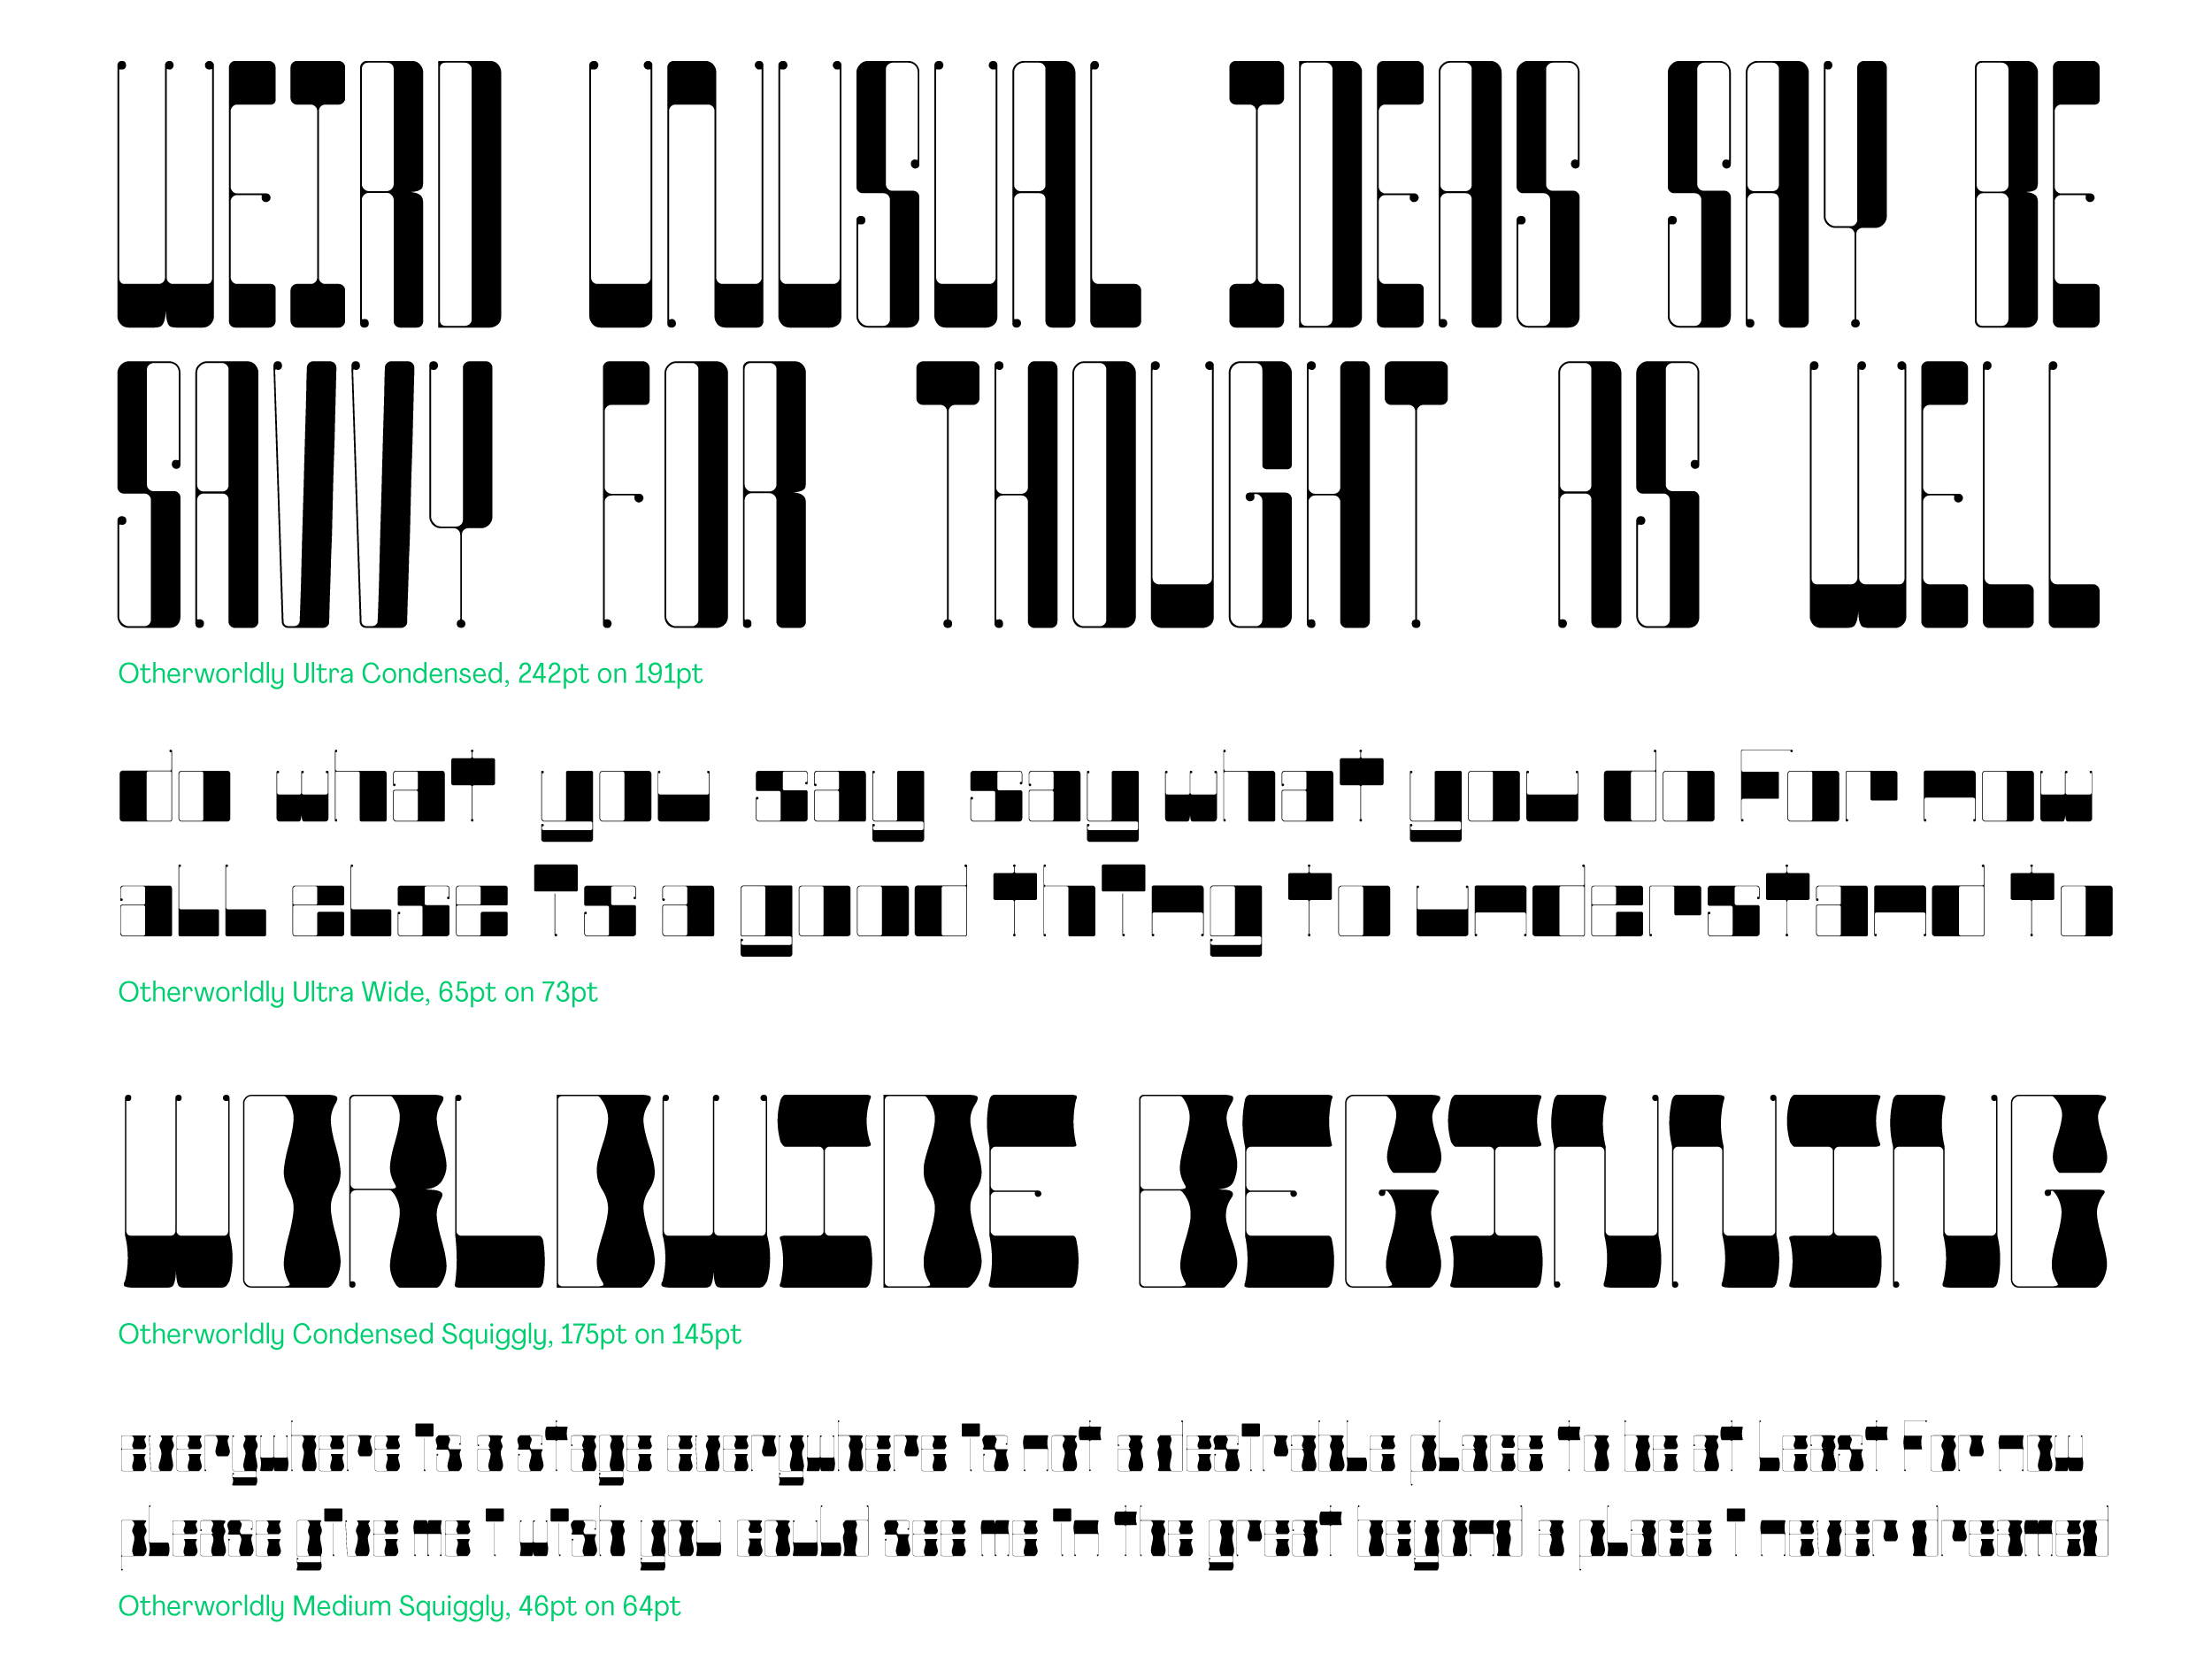 WEIRD UNUSUAL IDEAS SAY BE
SAVVY FOR THOUGHT AS WELL
Otherworldly Ultra Condensed, 242pt on 191pt
do what you say say what you do for now
all else is a good thing to understand to
Otherworldly Ultra Wide, 65pt on 73pt
WORLDWIDE BEGINNING
Otherworldly Condensed Squiggly, 175pt on 145pt
everywhere is a stage everywhere is not a desirable place to be at least for now
please give me i wish you could see me in the great beyond a place i never dreamed
Otherworldly Medium Squiggly, 46pt on 64pt